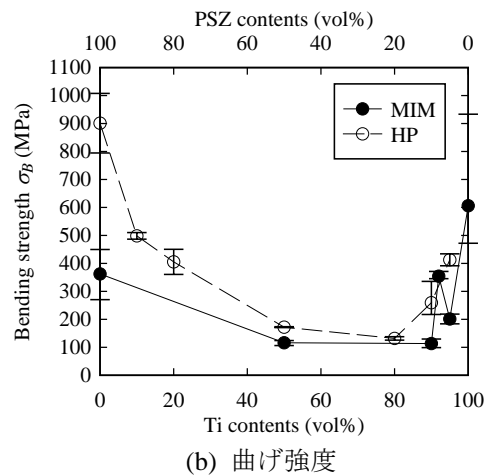 PSZ contents (vol%)
100 80 60 40 20 0
Bending strength σB (MPa)
1100
1000
900
800
700
600
500
400
300
200
100
0
MIM
HP
0 20 40 60 80 100
Ti contents (vol%)
(b) 曲げ強度